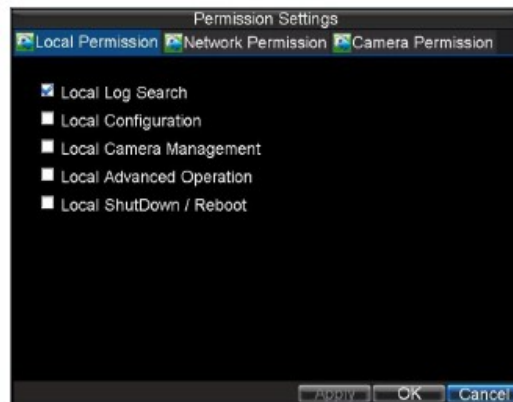 Permission Settings
Local Permission Network Permission Camera Permission
Local Log Search
Local Configuration
Local Camera Management
Local Advanced Operation
Local ShutDown / Reboot
Apply OK Cancel